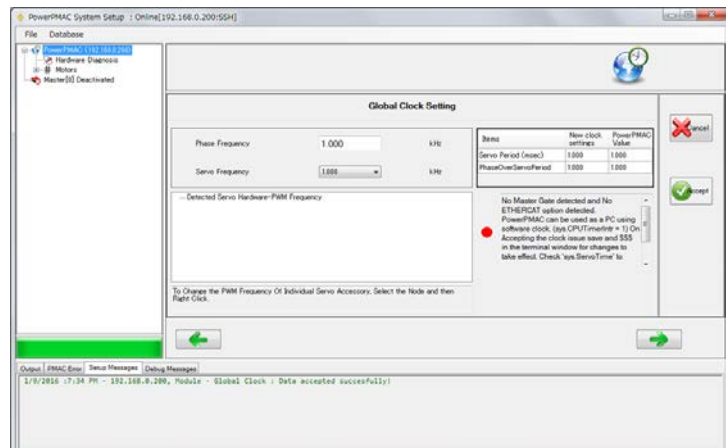 PowerPMAC System Setup : Online[192.168.0.200:SSH]
File Database
PowerPMAC (192.168.0.200)
Hardware Diagnosis
Motors
Master[0] Deactivated
Global Clock Setting
Phase Frequency 1.000 kHz
Servo Frequency 1.000 kHz
Items New clock settings PowerPMAC Value
Servo Period (msec) 1.000 1.000
PhaseOverServoPeriod 1.000 1.000
Cancel
Accept
Detected Servo Hardware-PWM Frequency
No Master Gate detected and No
ETHERCAT option detected.
PowerPMAC can be used as a PC using
software clock, (sys.CPUTimerIntr = 1) On
Accepting the clock issue save and $$$
in the terminal window for changes to
take effect. Check 'sys.ServoTime' to
To Change the PWM Frequency Of Individual Servo Accessory, Select the Node and then
Right Click.
Output PMAC Error Setup Messages Debug Messages
1/9/2016 :7:34 PM - 192.168.0.200, Module - Global Clock : Data accepted succesfully!